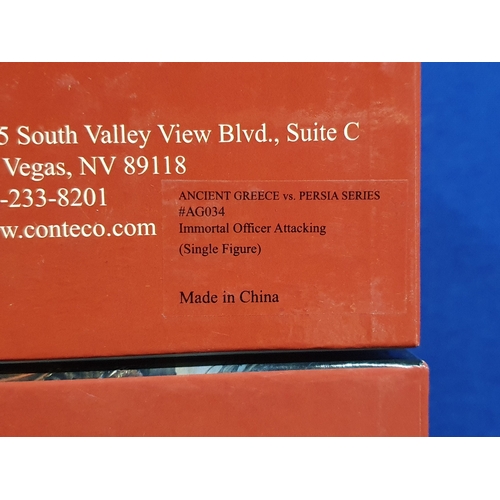 5 South Valley View Blvd., Suite C
Vegas, NV 89118
-233-8201
w.conteco.com
ANCIENT GREECE vs. PERSIA SERIES
#AG034
Immortal Officer Attacking
(Single Figure)
Made in China